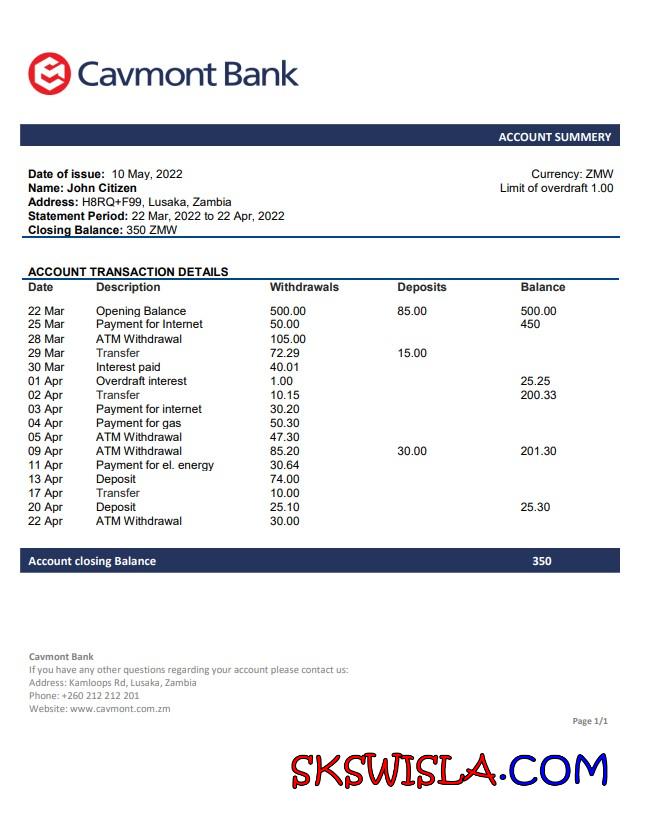 Cavmont Bank
ACCOUNT SUMMERY
Date of issue: 10 May, 2022 Currency: ZMW
Name: John Citizen Limit of overdraft 1.00
Address: H8RQ+F99, Lusaka, Zambia
Statement Period: 22 Mar, 2022 to 22 Apr, 2022
Closing Balance: 350 ZMW
ACCOUNT TRANSACTION DETAILS
Date Description Withdrawals Deposits Balance
22 Mar Opening Balance 500.00 85.00 500.00
25 Mar Payment for Internet 50.00 450
28 Mar ATM Withdrawal 105.00
29 Mar Transfer 72.29 15.00
30 Mar Interest paid 40.01
01 Apr Overdraft interest 1.00 25.25
02 Apr Transfer 10.15 200.33
03 Apr Payment for internet 30.20
04 Apr Payment for gas 50.30
05 Apr ATM Withdrawal 47.30
09 Apr ATM Withdrawal 85.20 30.00 201.30
11 Apr Payment for el. energy 30.64
13 Apr Deposit 74.00
17 Apr Transfer 10.00
20 Apr Deposit 25.10 25.30
22 Apr ATM Withdrawal 30.00
Account closing Balance 350
Cavmont Bank
If you have any other questions regarding your account please contact us:
Address: Kamloops Rd, Lusaka, Zambia
Phone: +260 212 212 201
Website: www.cavmont.com.zm
Page 1/1
SKSWISLA.COM